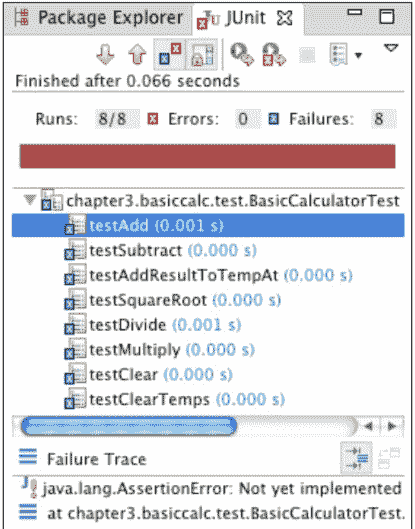 Package Explorer JUnit
Finished after 0.066 seconds
Runs: 8/8 Errors: 0 Failures: 8
chapter3.basiccalc.test.BasicCalculatorTest
testAdd (0.001 s)
testSubtract (0.000 s)
testAddResultToTempAt (0.000 s)
testSquareRoot (0.000 s)
testDivide (0.001 s)
testMultiply (0.000 s)
testClear (0.000 s)
testClearTemps (0.000 s)
Failure Trace
java.lang.AssertionError: Not yet implemented
at chapter3.basiccalc.test.BasicCalculatorTest.